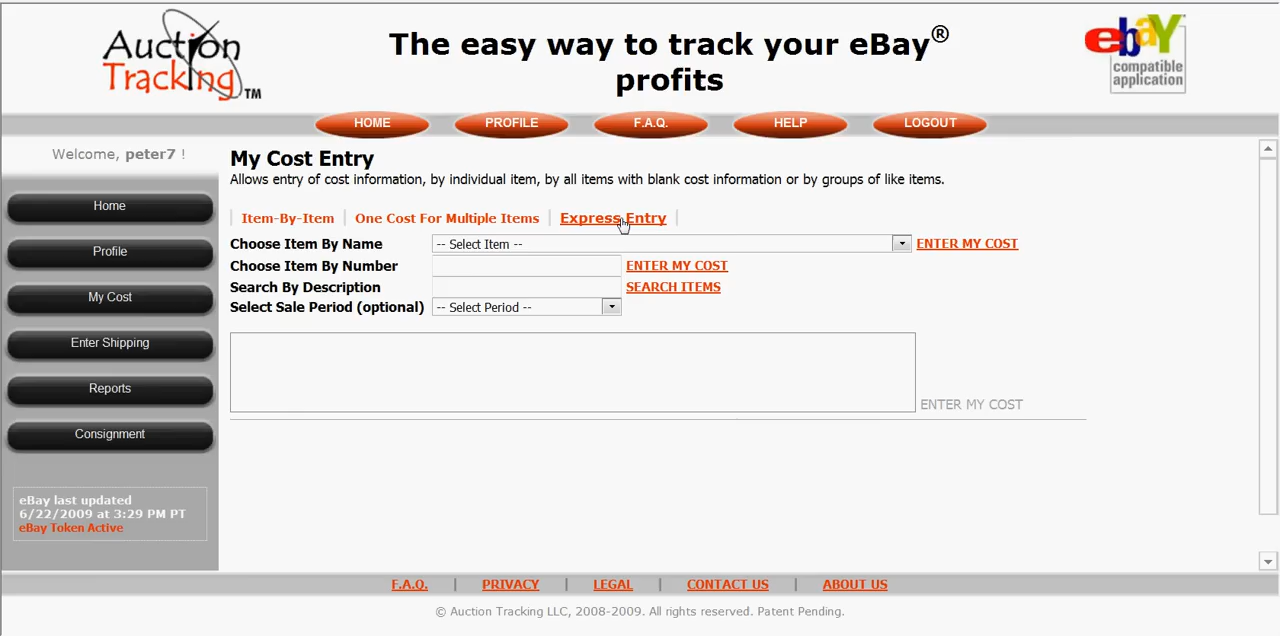 Auction
Tracking TM
The easy way to track your eBay®
profits
ebaY
compatible
application
HOME
PROFILE
F.A.Q.
HELP
LOGOUT
Welcome, peter7 !
Home
Profile
My Cost
Enter Shipping
Reports
Consignment
eBay last updated
6/22/2009 at 3:29 PM PT
eBay Token Active
My Cost Entry
Allows entry of cost information, by individual item, by all items with blank cost information or by groups of like items.
Item-By-Item | One Cost For Multiple Items | Express Entry |
Choose Item By Name -- Select Item -- ENTER MY COST
Choose Item By Number ENTER MY COST
Search By Description SEARCH ITEMS
Select Sale Period (optional) -- Select Period --
ENTER MY COST
F.A.Q. | PRIVACY | LEGAL | CONTACT US | ABOUT US
© Auction Tracking LLC, 2008-2009. All rights reserved. Patent Pending.